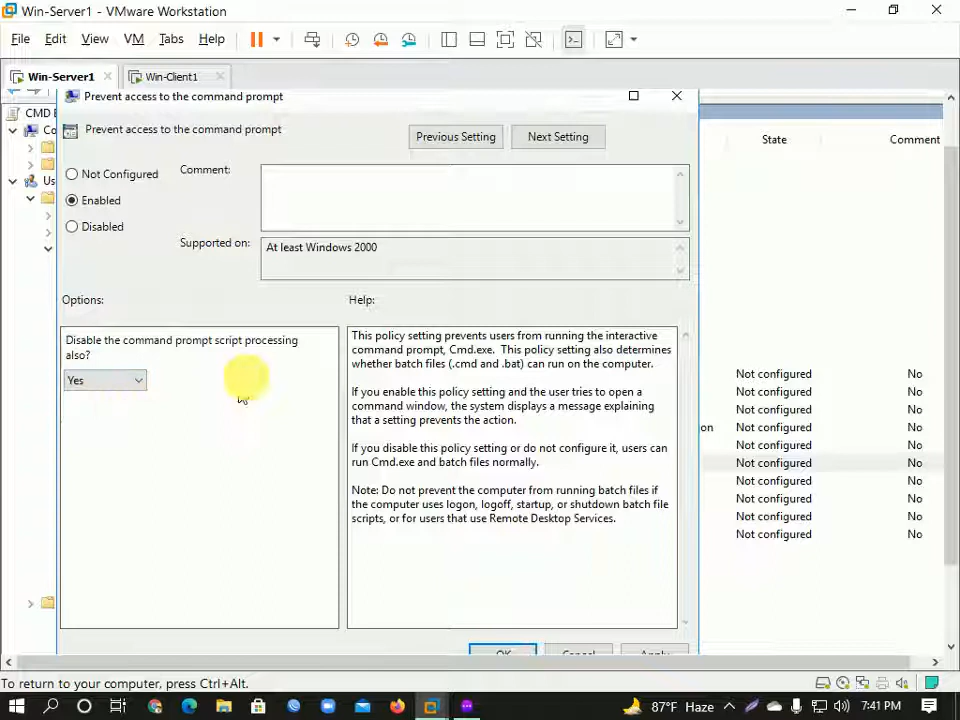 Win-Server1 - VMware Workstation
File Edit View VM Tabs Help
Win-Server1 Win-Client1
Prevent access to the command prompt
CMD
Co
Us
Prevent access to the command prompt
Previous Setting Next Setting
Not Configured
Enabled
Disabled
Comment:
Supported on:
At least Windows 2000
Options:
Help:
Disable the command prompt script processing
also?
Yes
This policy setting prevents users from running the interactive
command prompt, Cmd.exe. This policy setting also determines
whether batch files (.cmd and .bat) can run on the computer.
If you enable this policy setting and the user tries to open a
command window, the system displays a message explaining
that a setting prevents the action.
If you disable this policy setting or do not configure it, users can
run Cmd.exe and batch files normally.
Note: Do not prevent the computer from running batch files if
the computer uses logon, logoff, startup, or shutdown batch file
scripts, or for users that use Remote Desktop Services.
OK Cancel Apply
State Comment
Not configured No
Not configured No
Not configured No
on Not configured No
Not configured No
Not configured No
Not configured No
Not configured No
Not configured No
Not configured No
To return to your computer, press Ctrl+Alt.
87°F Haze 7:41 PM